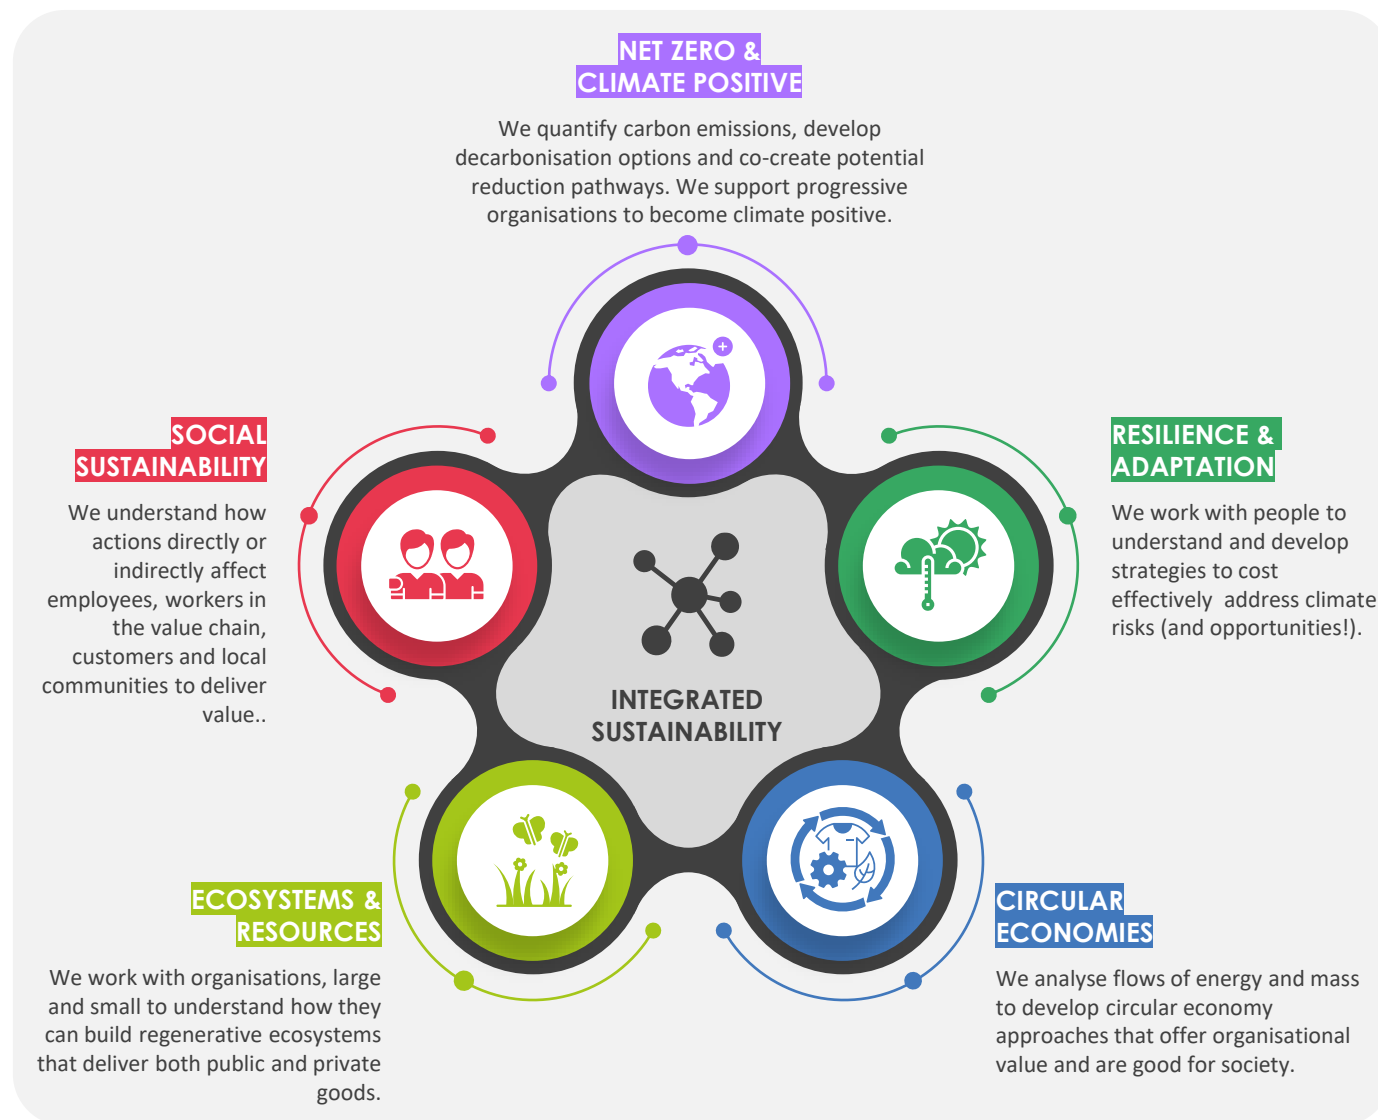 NET ZERO &
CLIMATE POSITIVE
We quantify carbon emissions, develop
decarbonisation options and co-create potential
reduction pathways. We support progressive
organisations to become climate positive.
SOCIAL
SUSTAINABILITY
We understand how
actions directly or
indirectly affect
employees, workers in
the value chain,
customers and local
communities to deliver
value..
RESILIENCE &
ADAPTATION
We work with people to
understand and develop
strategies to cost
effectively  address climate
risks (and opportunities!).
INTEGRATED
SUSTAINABILITY
ECOSYSTEMS &
RESOURCES
We work with organisations, large
and small to understand how they
can build regenerative ecosystems
that deliver both public and private
goods.
CIRCULAR
ECONOMIES
We analyse flows of energy and mass
to develop circular economy
approaches that offer organisational
value and are good for society.